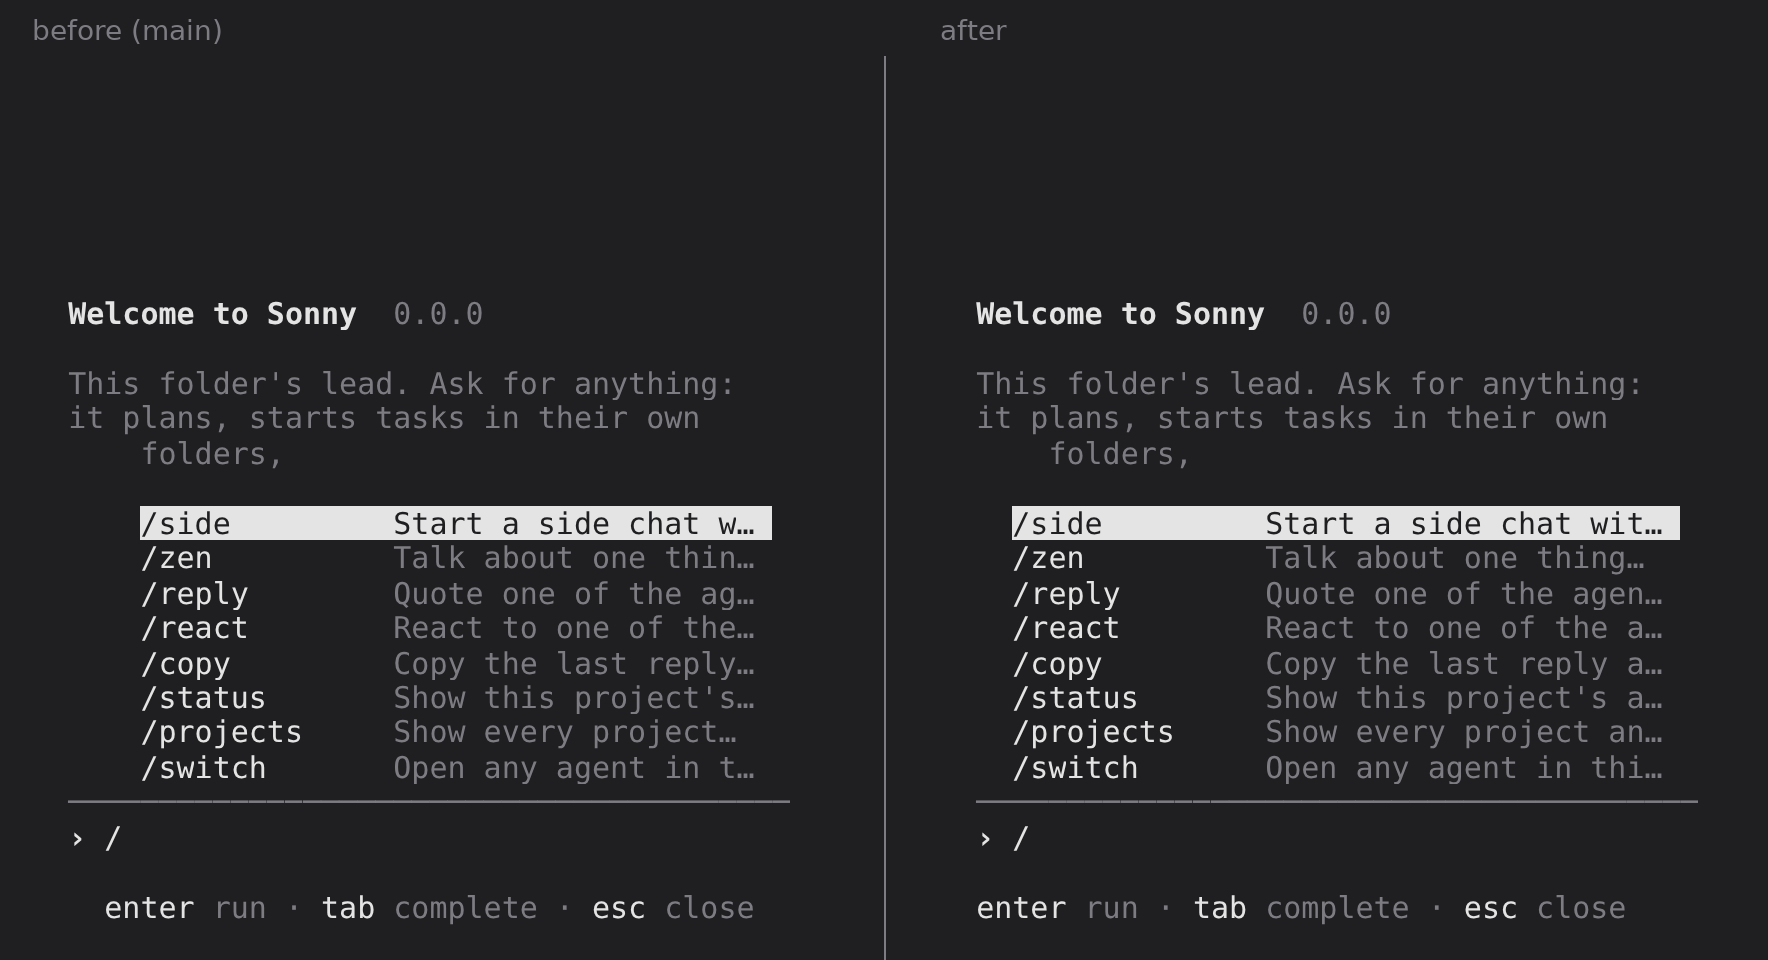 before (main)
Welcome to Sonny  0.0.0
This folder's lead. Ask for anything:
it plans, starts tasks in their own
folders,
/side Start a side chat w…
/zen Talk about one thin…
/reply Quote one of the ag…
/react React to one of the…
/copy Copy the last reply…
/status Show this project's…
/projects Show every project…
/switch Open any agent in t…
› /
enter run · tab complete · esc close
after
Welcome to Sonny  0.0.0
This folder's lead. Ask for anything:
it plans, starts tasks in their own
folders,
/side Start a side chat wit…
/zen Talk about one thing…
/reply Quote one of the agen…
/react React to one of the a…
/copy Copy the last reply a…
/status Show this project's a…
/projects Show every project an…
/switch Open any agent in thi…
› /
enter run · tab complete · esc close